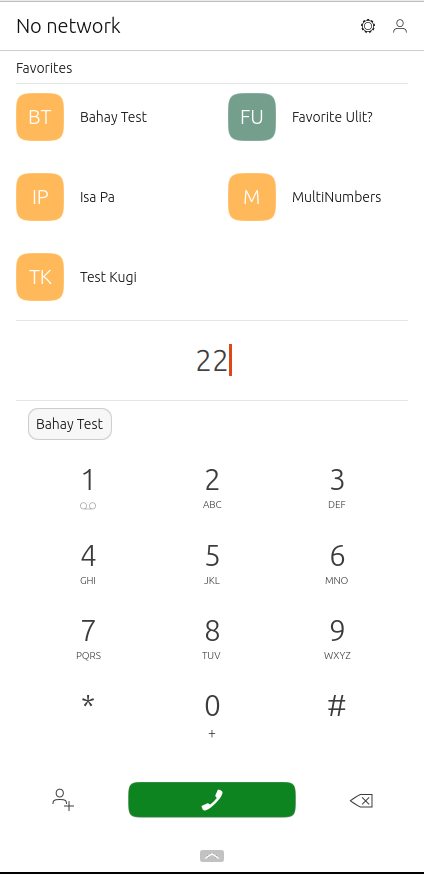 No network
Favorites
BT Bahay Test
FU Favorite Ulit?
IP Isa Pa
M MultiNumbers
TK Test Kugi
22
Bahay Test
1 2 3
ABC DEF
4 5 6
GHI JKL MNO
7 8 9
PQRS TUV WXYZ
* 0 #
+